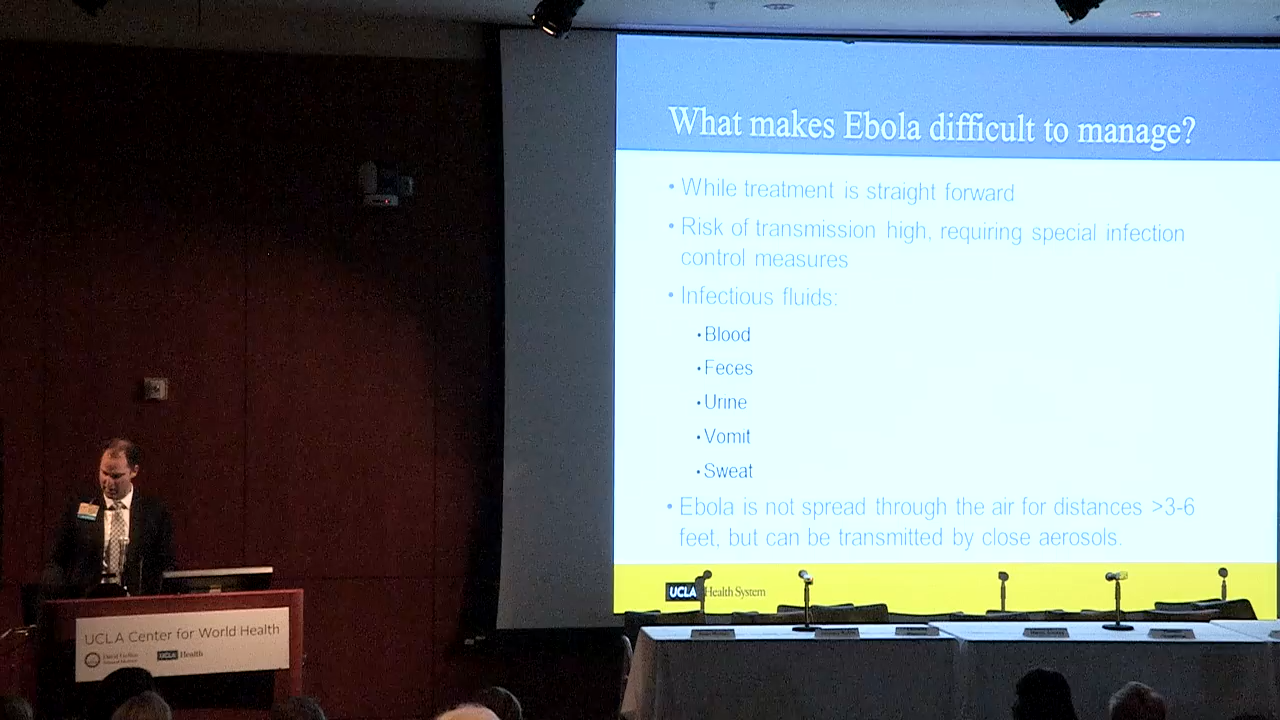 What makes Ebola difficult to manage?
• While treatment is straight forward
• Risk of transmission high, requiring special infection
control measures
• Infectious fluids:
• Blood
• Feces
• Urine
• Vomit
• Sweat
• Ebola is not spread through the air for distances >3-6
feet, but can be transmitted by close aerosols.
UCLA Health System
UCLA Center for World Health
UCLA Health